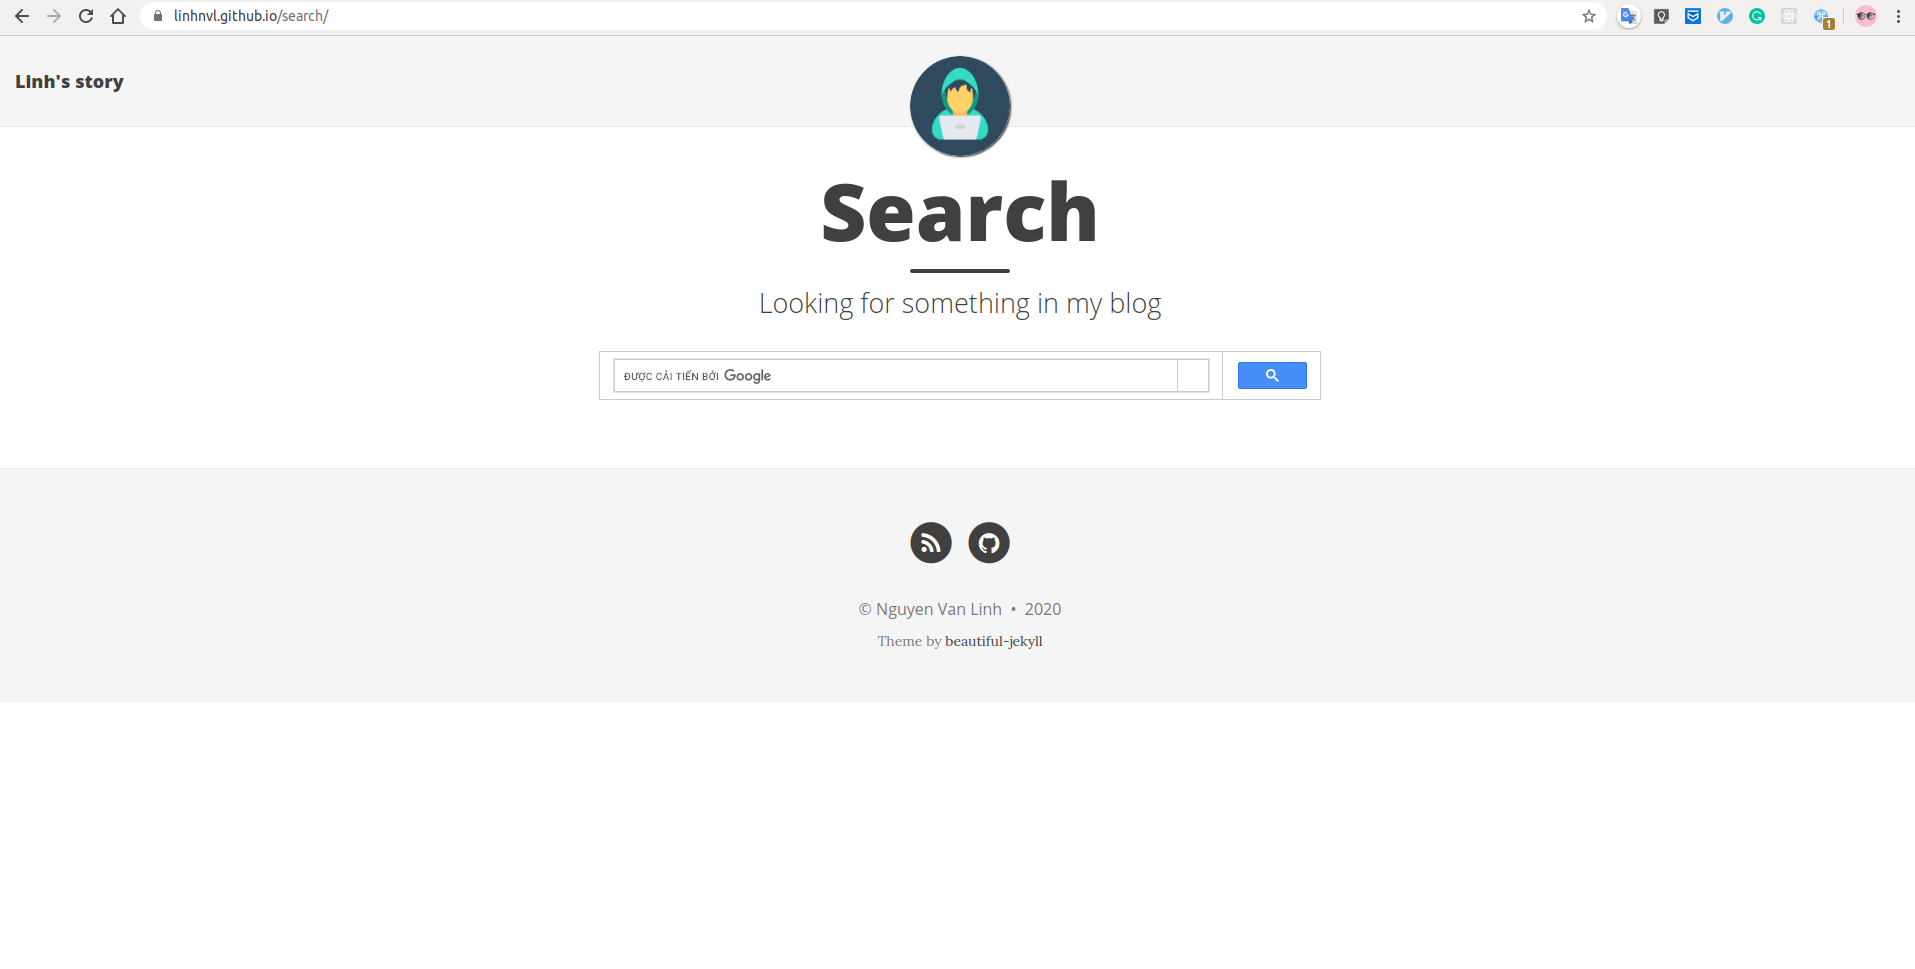 linhnvl.github.io/search/
1
Linh's story
Search
Looking for something in my blog
ĐƯỢC CẢI TIẾN BỞI Google
© Nguyen Van Linh • 2020
Theme by beautiful-jekyll